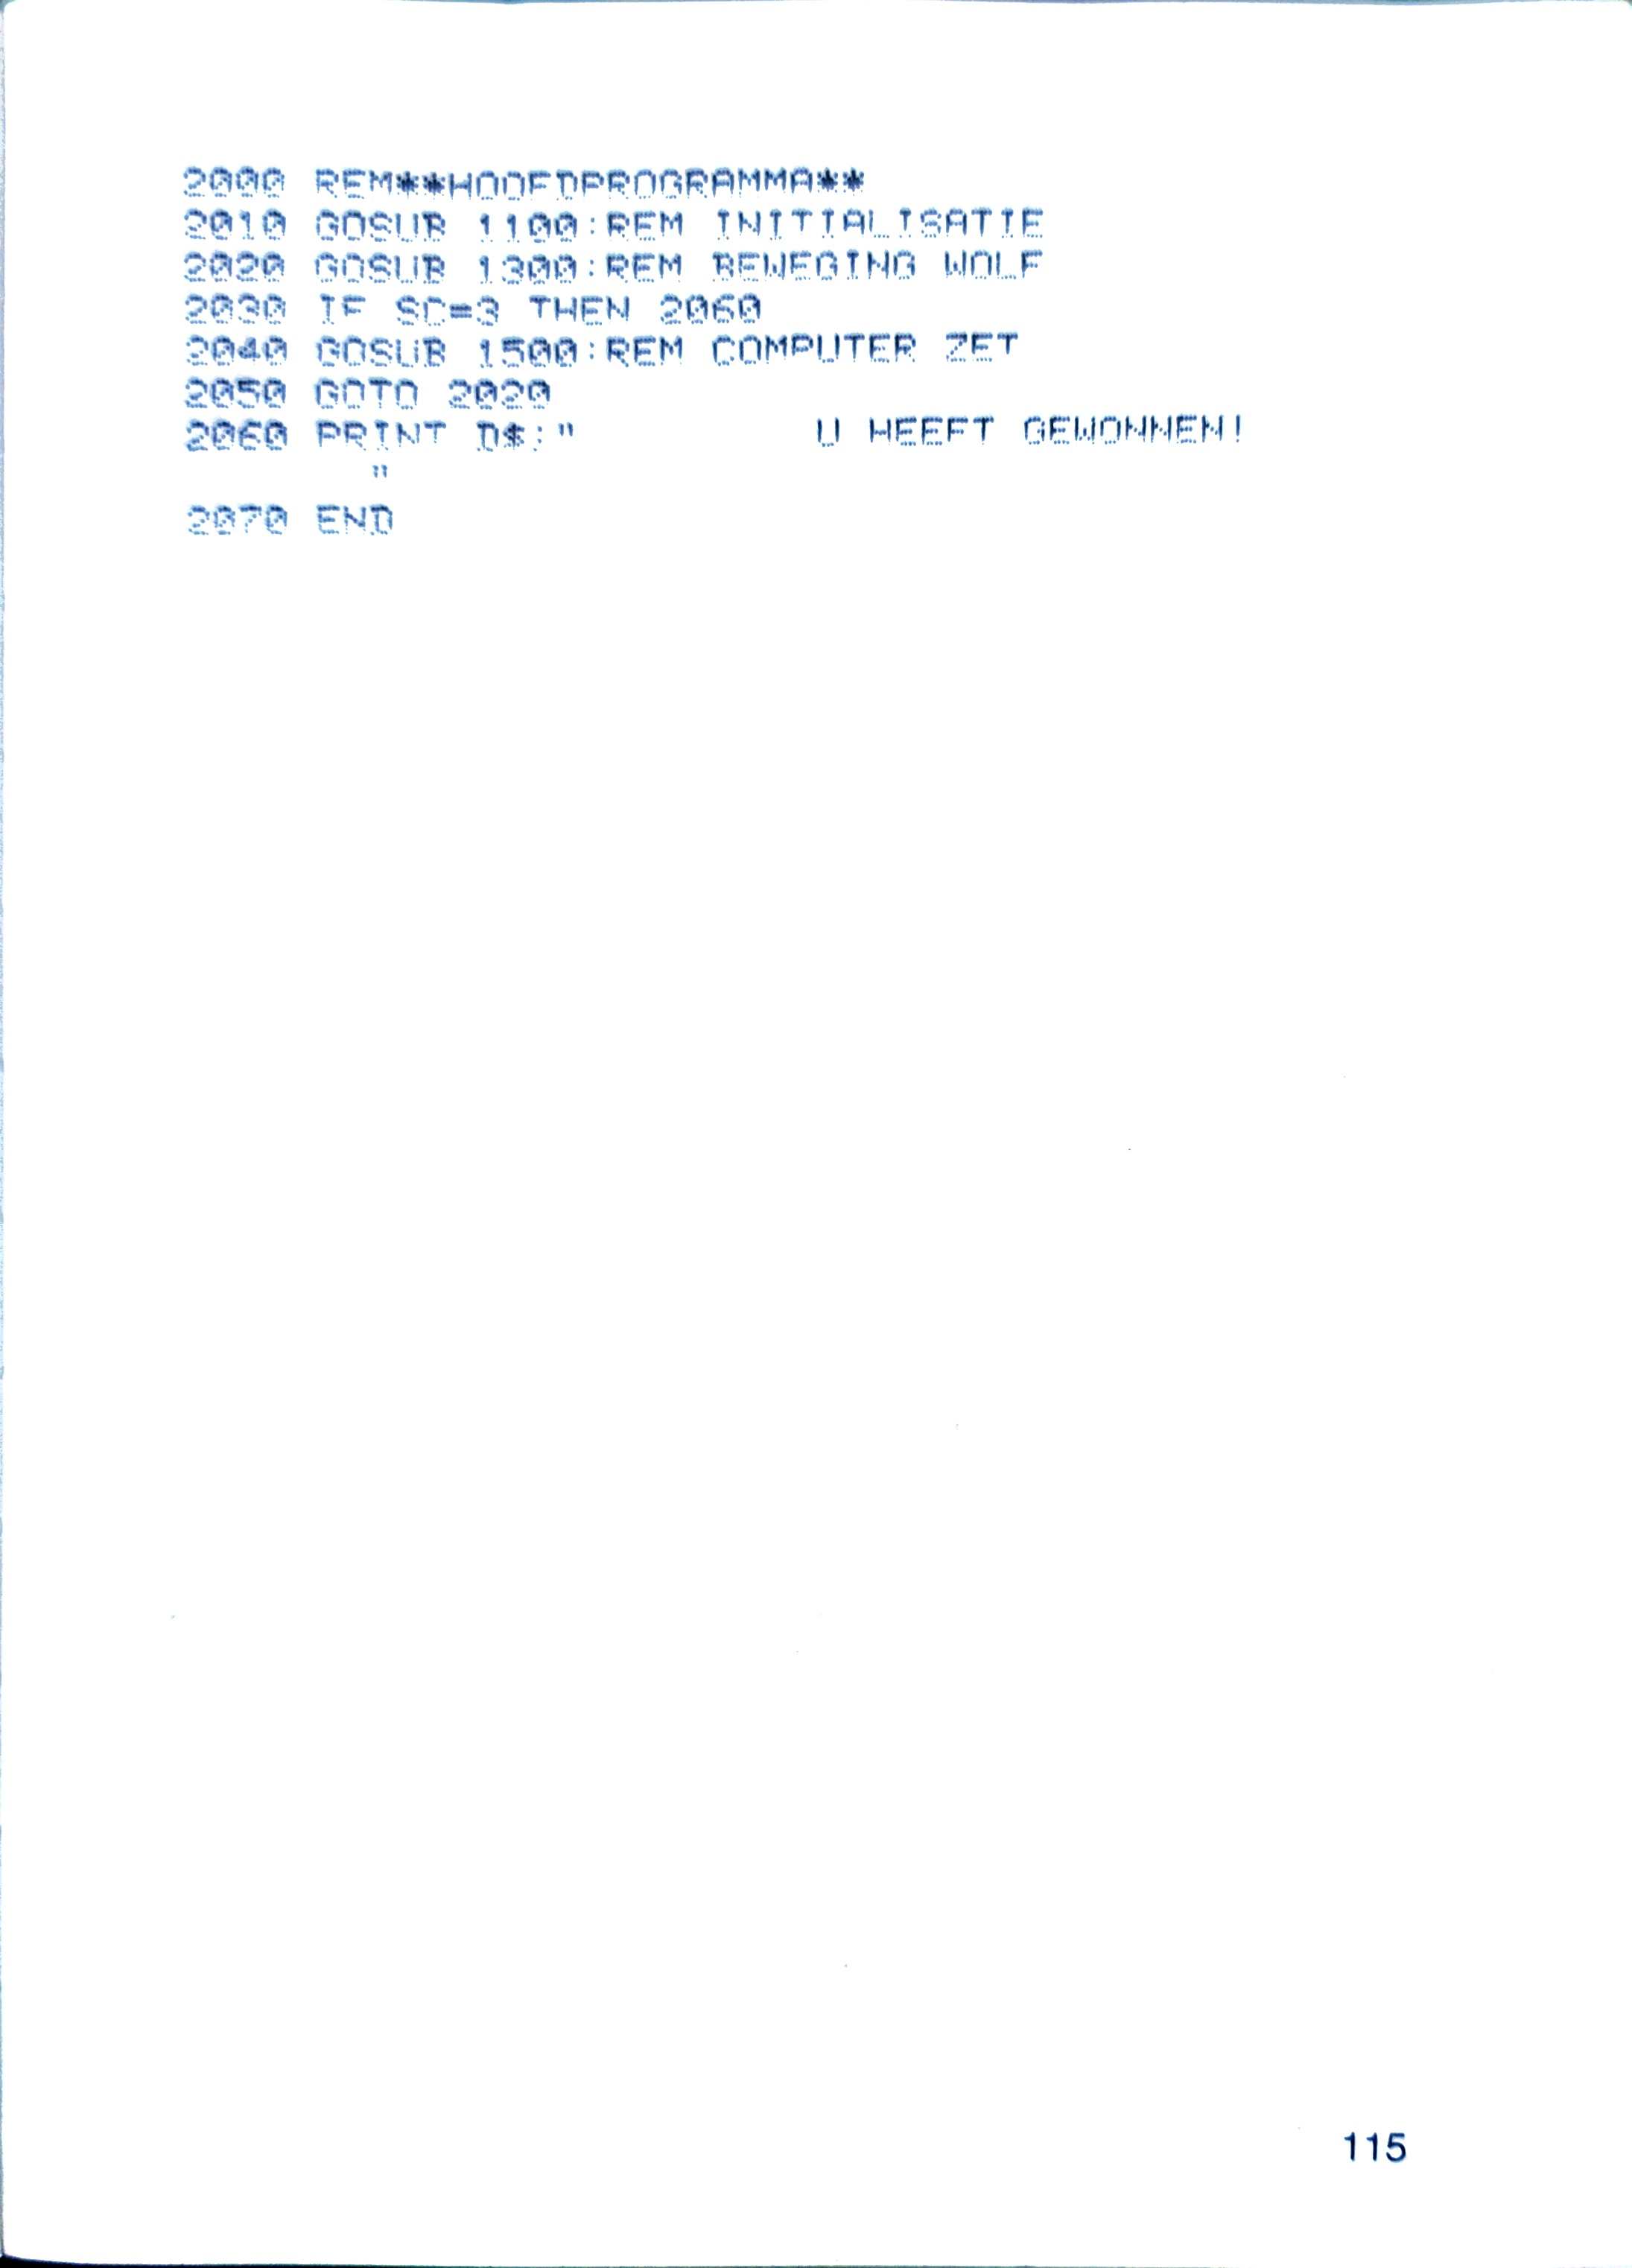 2000 REM**HOOFDPROGRAMMA**
2010 GOSUB 1100:REM INITIALISATIE
2020 GOSUB 1300:REM BEWEGING WOLF
2030 IF SC=3 THEN 2060
2040 GOSUB 1500:REM COMPUTER ZET
2050 GOTO 2020
2060 PRINT D$;"         U HEEFT GEWONNEN!
       "
2070 END
115